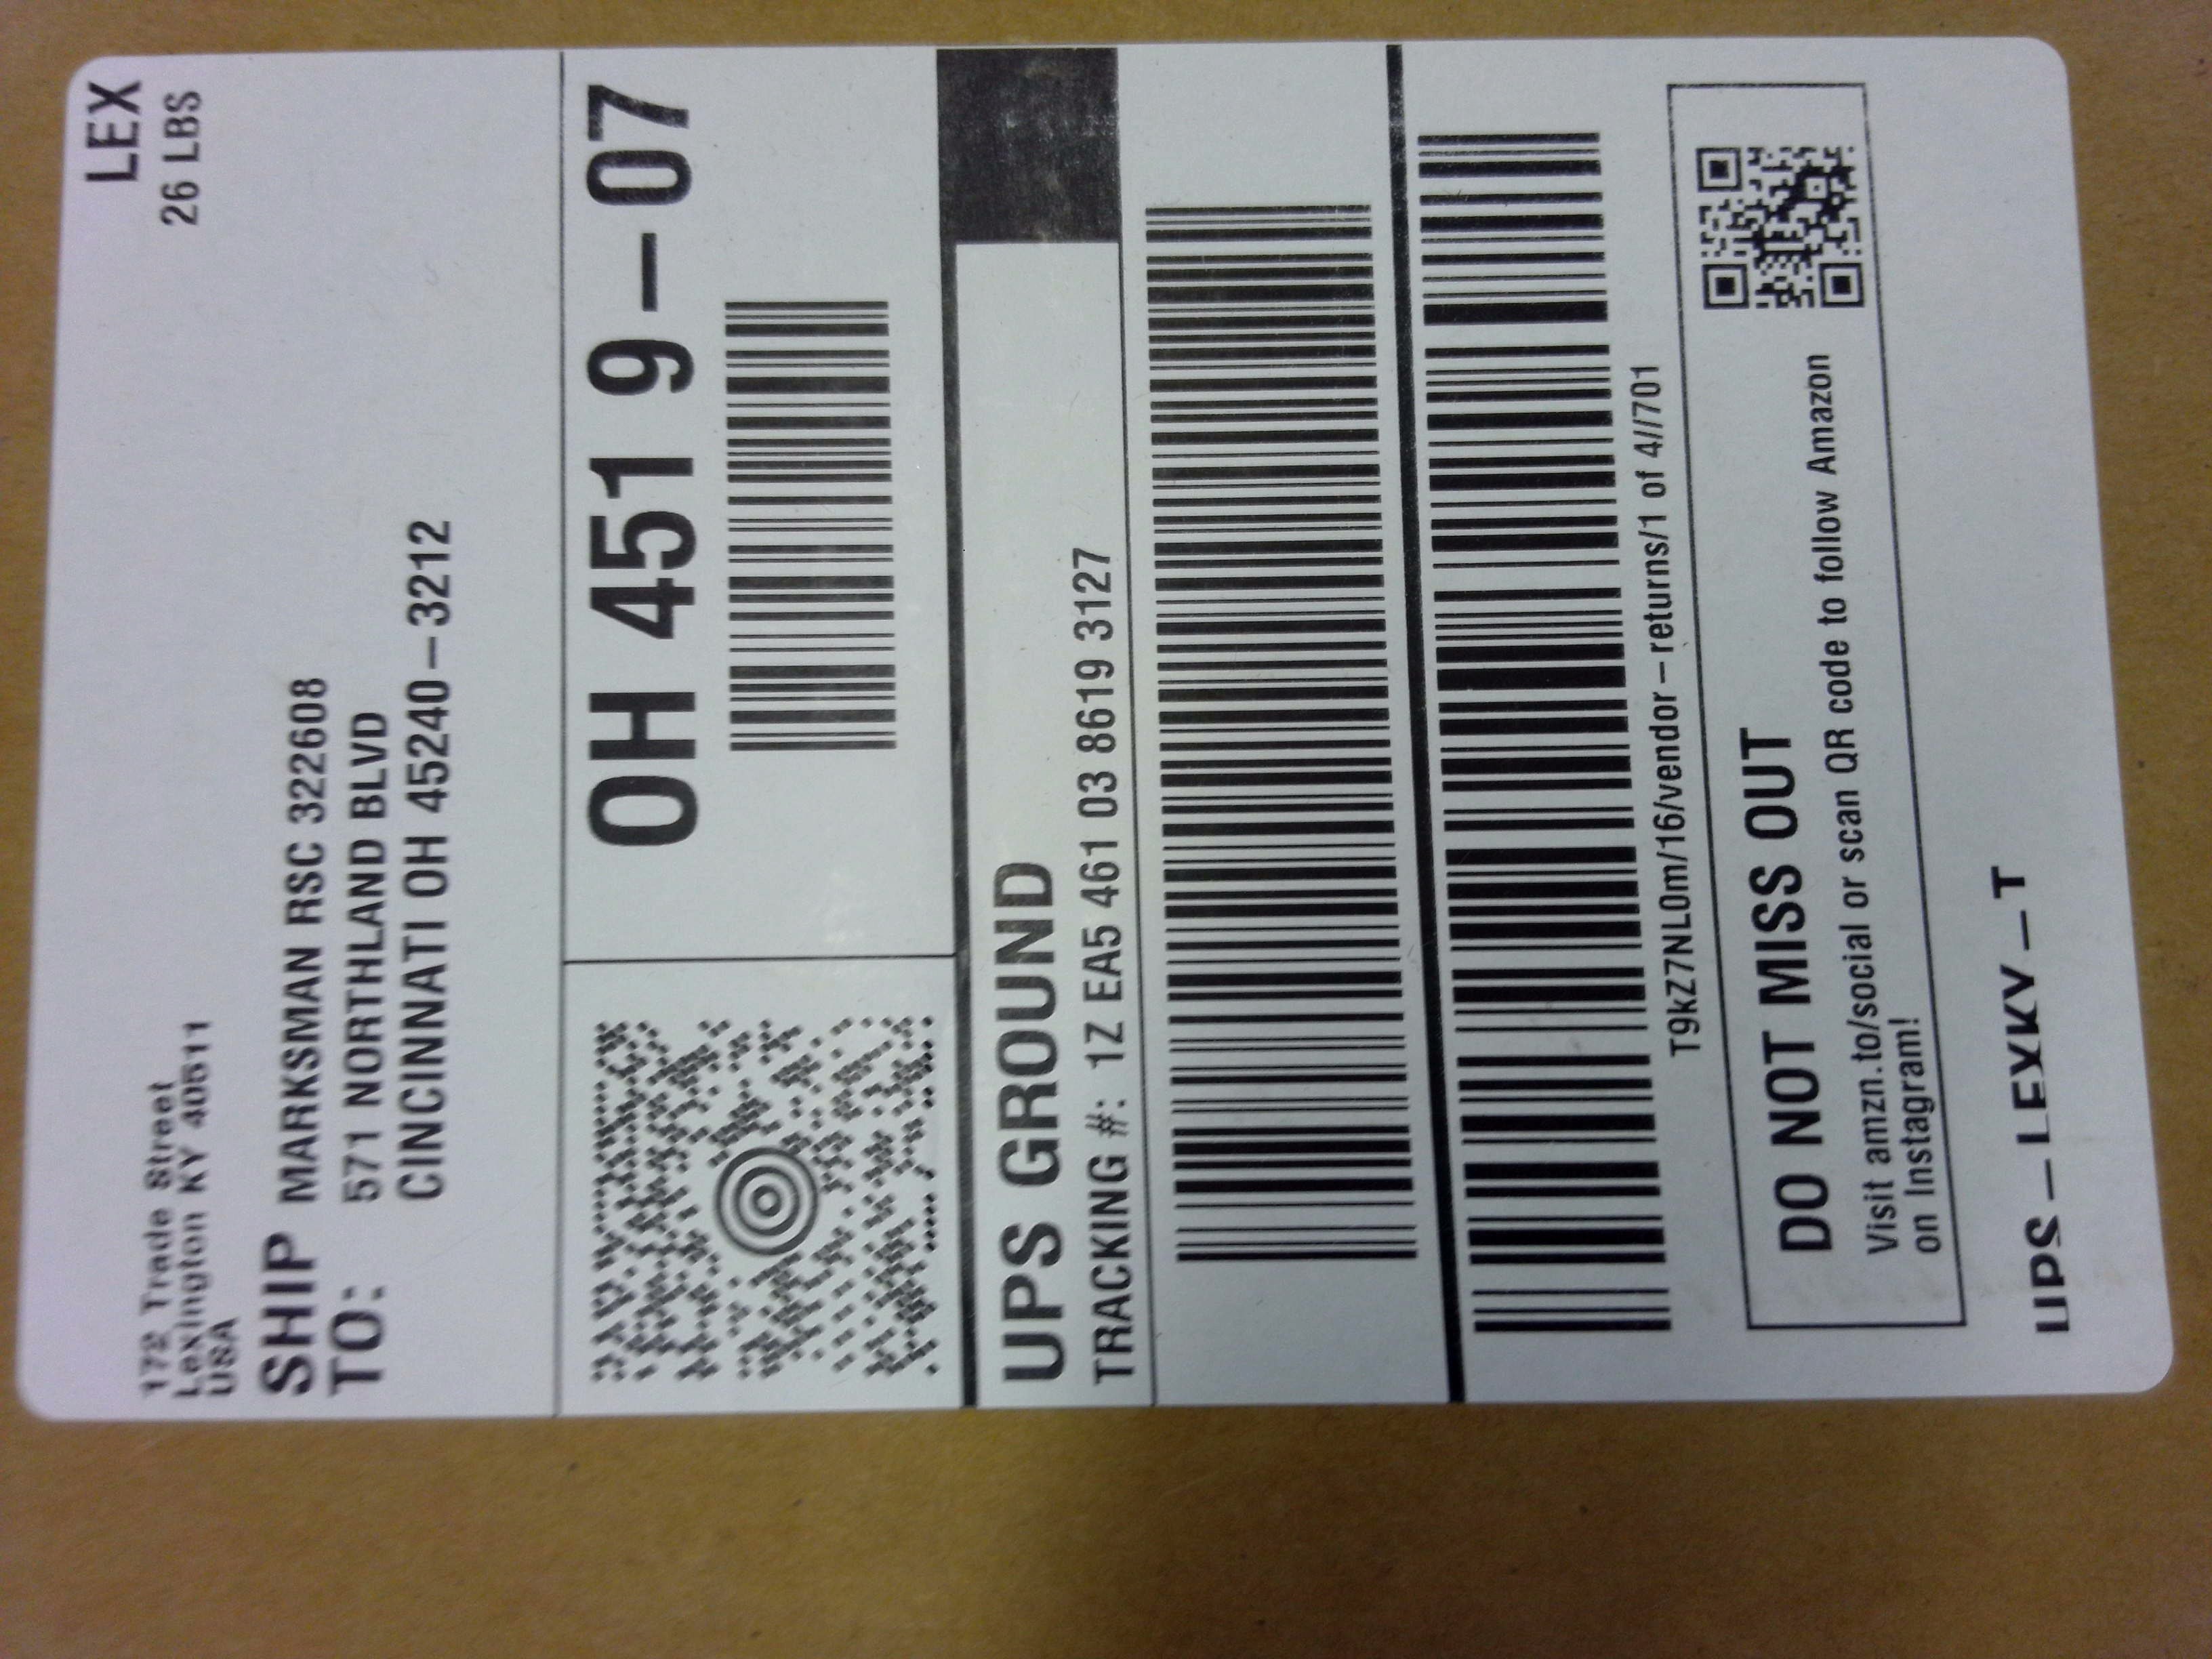 LEX
26 LBS
172 Trade Street
Lexington KY 40511
USA
SHIP TO:
MARKSMAN RSC 322608
571 NORTHLAND BLVD
CINCINNATI OH 45240-3212
OH 451 9-07
UPS GROUND
TRACKING #: 1Z EA5 461 03 8619 3127
T9kZ7NL0m/16/vendor-returns/1 of 4//701
DO NOT MISS OUT
Visit amzn.to/social or scan QR code to follow Amazon
on Instagram!
UPS-LEXKY-T